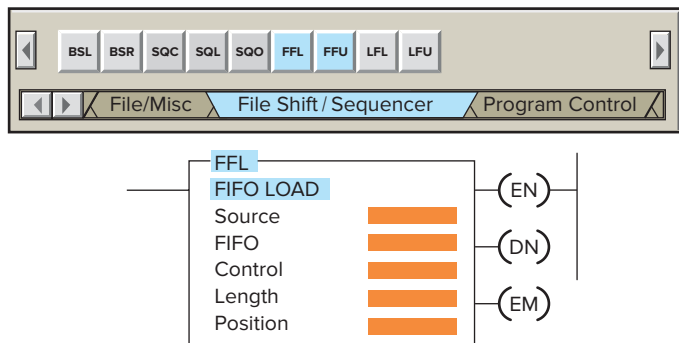 BSL BSR SQC SQL SQO FFL FFU LFL LFU
File/Misc File Shift / Sequencer Program Control
FFL
FIFO LOAD
EN
Source
FIFO
DN
Control
Length
EM
Position